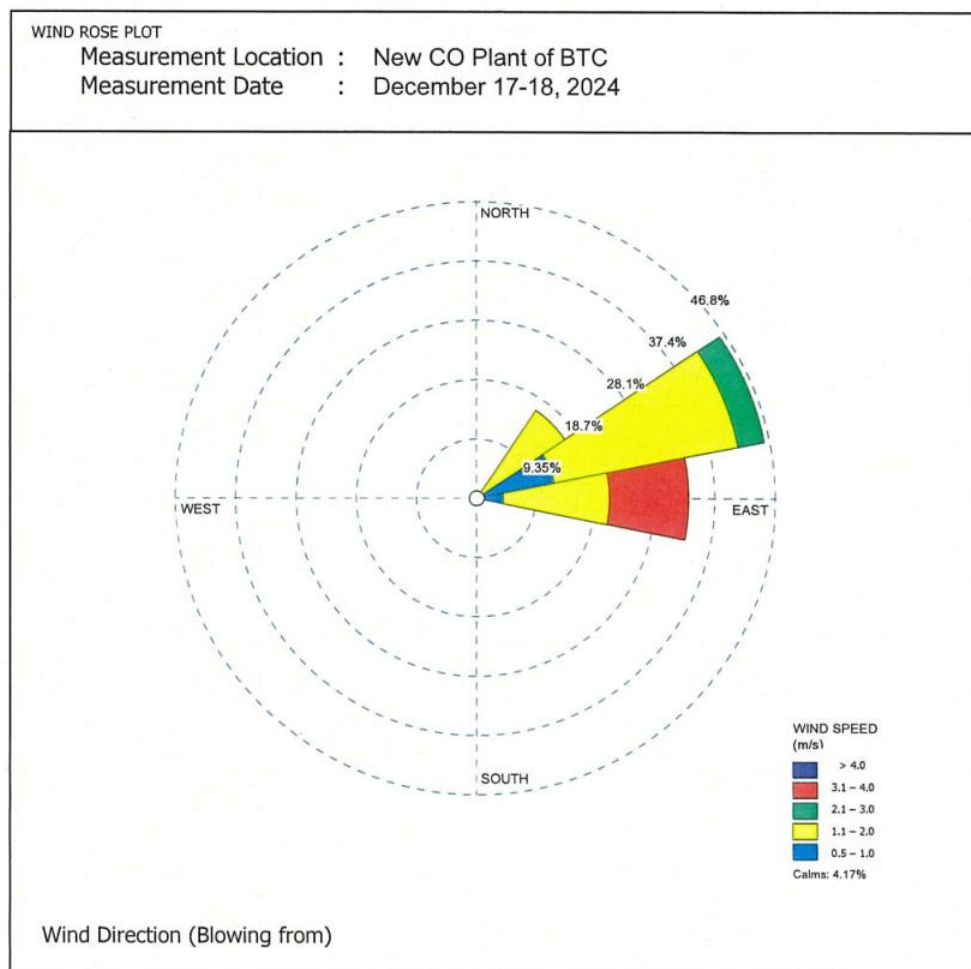 WIND ROSE PLOT
Measurement Location : New CO Plant of BTC
Measurement Date : December 17-18, 2024
NORTH
46.8%
37.4%
28.1%
18.7%
9.35%
WEST
EAST
SOUTH
WIND SPEED
(m/s)
> 4.0
3.1 – 4.0
2.1 – 3.0
1.1 – 2.0
0.5 – 1.0
Calms: 4.17%
Wind Direction (Blowing from)